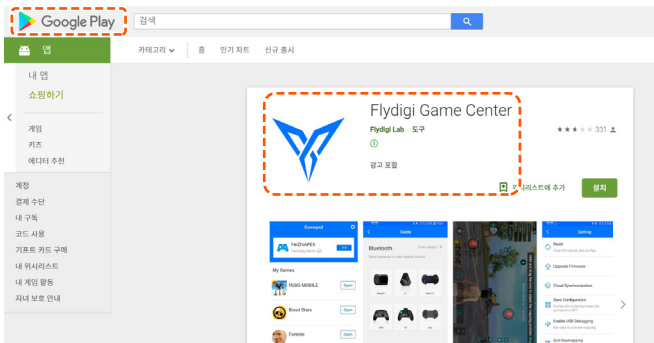 Google Play
검색
앱
카테고리
홈
인기 차트
신규 출시
내 앱
쇼핑하기
게임
키즈
에디터 추천
계정
결제 수단
내 구독
코드 사용
기프트 카드 구매
내 위시리스트
내 게임 활동
자녀 보호 안내
Flydigi Game Center
Flydigi Lab 도구
331
광고 포함
위시리스트에 추가
설치
Gamepad
My Games
PUBG MOBILE
Open
Brawl Stars
Open
Fortnite
Open
Guide
Bluetooth
Setting
Reset
Upgrade Firmware
Cloud Synchronization
Save Configuration
Enable USB Debugging
Quit Keymapping